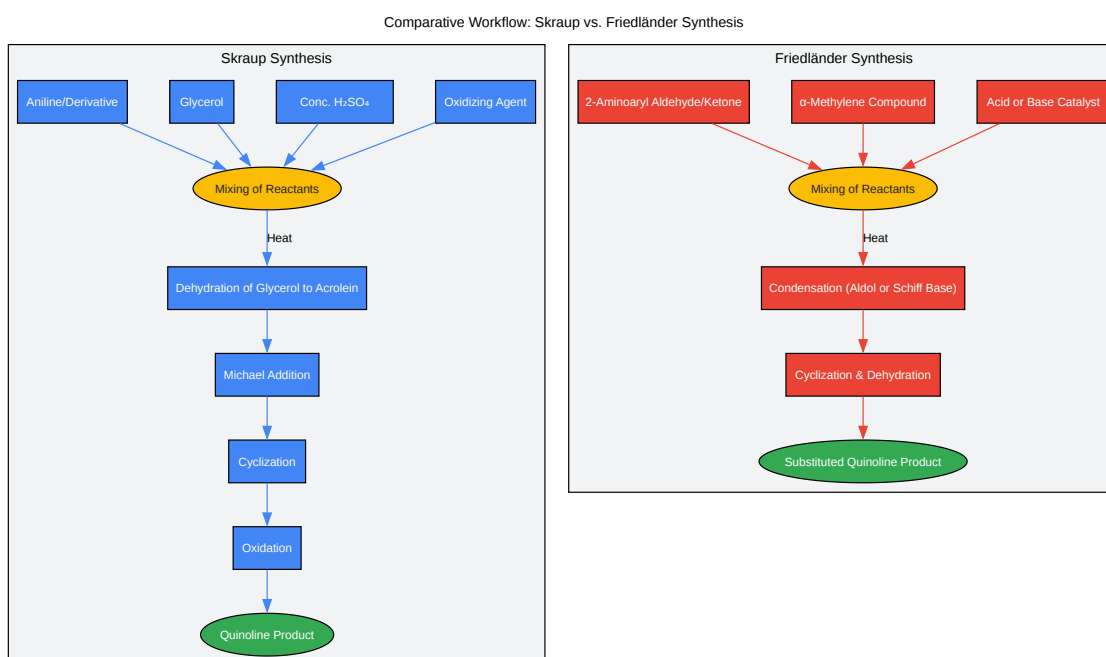 Comparative Workflow: Skraup vs. Friedländer Synthesis
Skraup Synthesis
Aniline/Derivative
Glycerol
Conc. H₂SO₄
Oxidizing Agent
Mixing of Reactants
Heat
Dehydration of Glycerol to Acrolein
Michael Addition
Cyclization
Oxidation
Quinoline Product
Friedländer Synthesis
2-Aminoaryl Aldehyde/Ketone
α-Methylene Compound
Acid or Base Catalyst
Mixing of Reactants
Heat
Condensation (Aldol or Schiff Base)
Cyclization & Dehydration
Substituted Quinoline Product